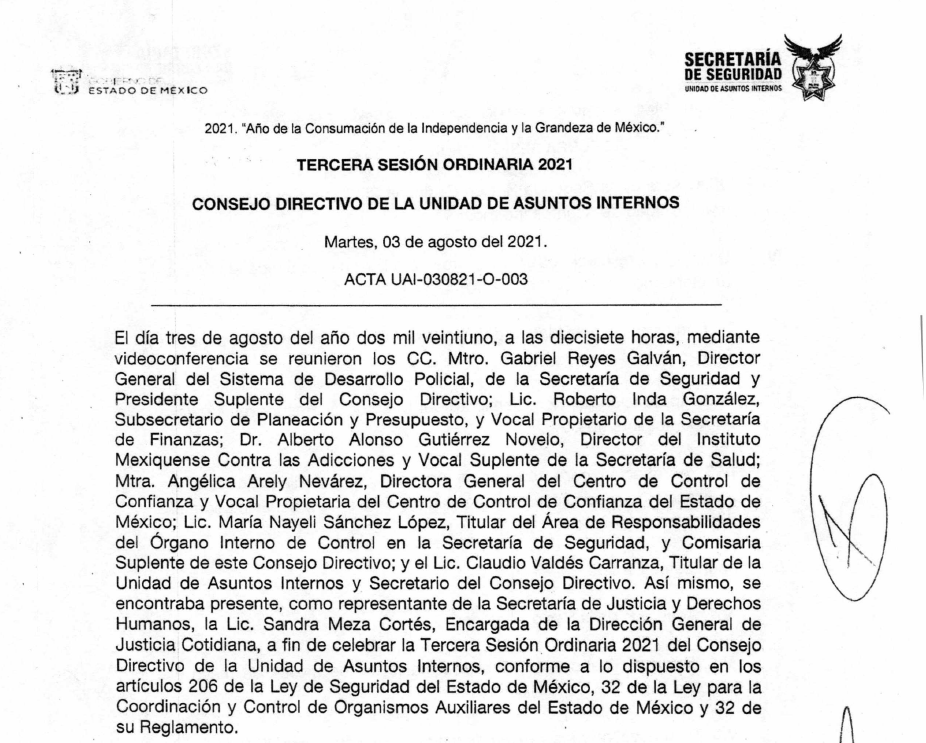 GOBIERNO DE
ESTADO DE MÉXICO
SECRETARÍA
DE SEGURIDAD
UNIDAD DE ASUNTOS INTERNOS
2021. "Año de la Consumación de la Independencia y la Grandeza de México."
TERCERA SESIÓN ORDINARIA 2021
CONSEJO DIRECTIVO DE LA UNIDAD DE ASUNTOS INTERNOS
Martes, 03 de agosto del 2021.
ACTA UAI-030821-O-003
El día tres de agosto del año dos mil veintiuno, a las diecisiete horas, mediante
videoconferencia se reunieron los CC. Mtro. Gabriel Reyes Galván, Director
General del Sistema de Desarrollo Policial, de la Secretaría de Seguridad y
Presidente Suplente del Consejo Directivo; Lic. Roberto Inda González,
Subsecretario de Planeación y Presupuesto, y Vocal Propietario de la Secretaría
de Finanzas; Dr. Alberto Alonso Gutiérrez Novelo, Director del Instituto
Mexiquense Contra las Adicciones y Vocal Suplente de la Secretaría de Salud;
Mtra. Angélica Arely Nevárez, Directora General del Centro de Control de
Confianza y Vocal Propietaria del Centro de Control de Confianza del Estado de
México; Lic. María Nayeli Sánchez López, Titular del Área de Responsabilidades
del Órgano Interno de Control en la Secretaría de Seguridad, y Comisaria
Suplente de este Consejo Directivo; y el Lic. Claudio Valdés Carranza, Titular de la
Unidad de Asuntos Internos y Secretario del Consejo Directivo. Así mismo, se
encontraba presente, como representante de la Secretaría de Justicia y Derechos
Humanos, la Lic. Sandra Meza Cortés, Encargada de la Dirección General de
Justicia Cotidiana, a fin de celebrar la Tercera Sesión Ordinaria 2021 del Consejo
Directivo de la Unidad de Asuntos Internos, conforme a lo dispuesto en los
artículos 206 de la Ley de Seguridad del Estado de México, 32 de la Ley para la
Coordinación y Control de Organismos Auxiliares del Estado de México y 32 de
su Reglamento.